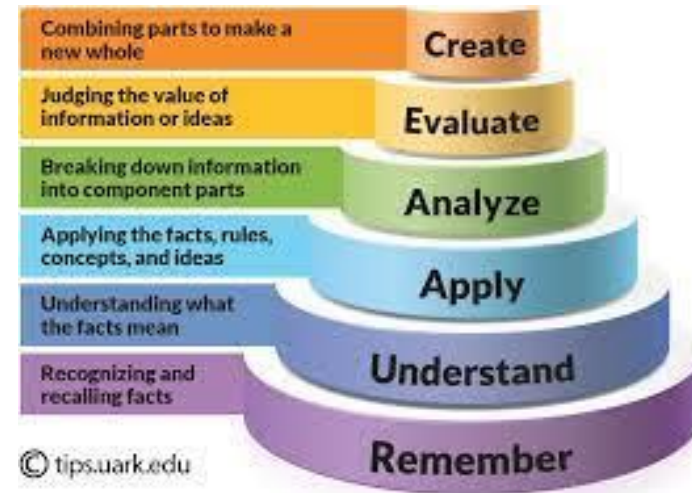 Combining parts to make a
new whole
Create
Judging the value of
information or ideas
Evaluate
Breaking down information
into component parts
Analyze
Applying the facts, rules,
concepts, and ideas
Apply
Understanding what
the facts mean
Understand
Recognizing and
recalling facts
Remember
© tips.uark.edu